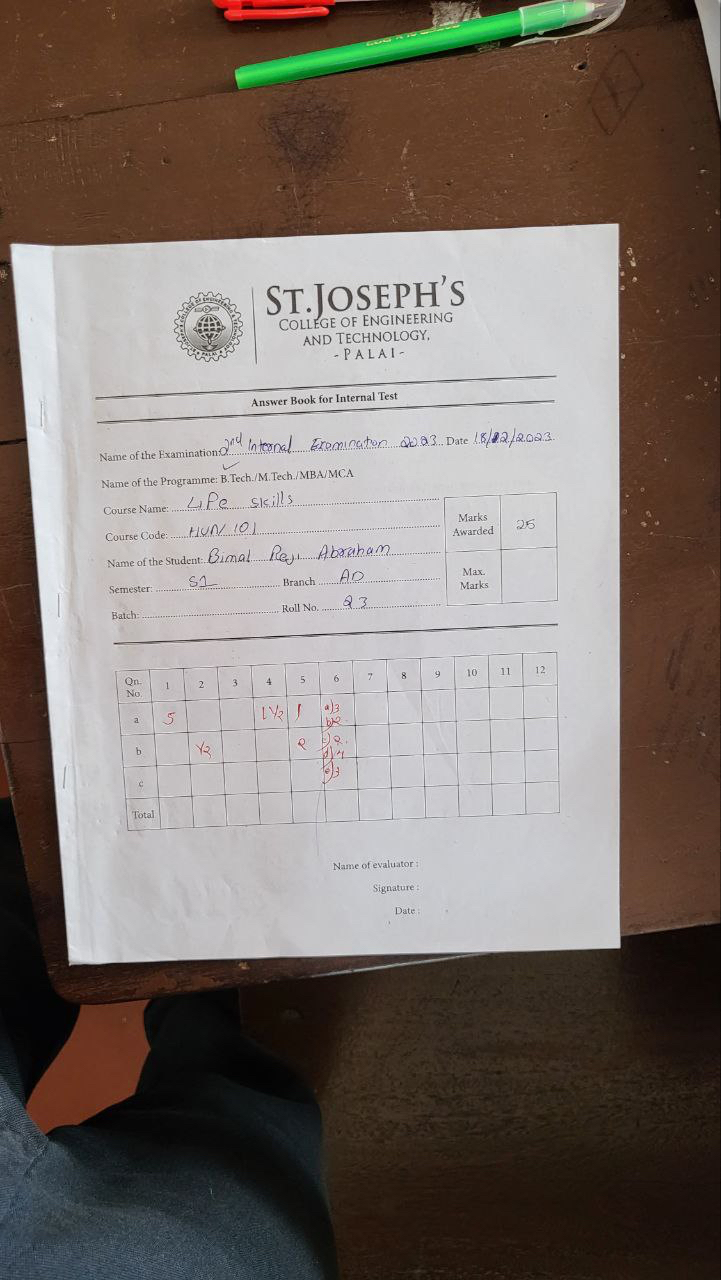 ST.JOSEPH'S
COLLEGE OF ENGINEERING
AND TECHNOLOGY,
- PALAI -
Answer Book for Internal Test
Name of the Examination: 2nd Internal Examination 2023 Date 18/12/2023
Name of the Programme: B.Tech./M.Tech./MBA/MCA
Course Name: Life skills
Course Code: HUN 101
Marks Awarded 25
Name of the Student: Bimal Reji Abraham
Semester: S1 Branch AD
Max. Marks
Batch: Roll No. 23
Qn. No. 1 2 3 4 5 6 7 8 9 10 11 12
a 5 1 1/2 1 a) 3
b) 2
b 1/2 2 c) 2
d) 4
c e) 3
Total
Name of evaluator :
Signature :
Date :